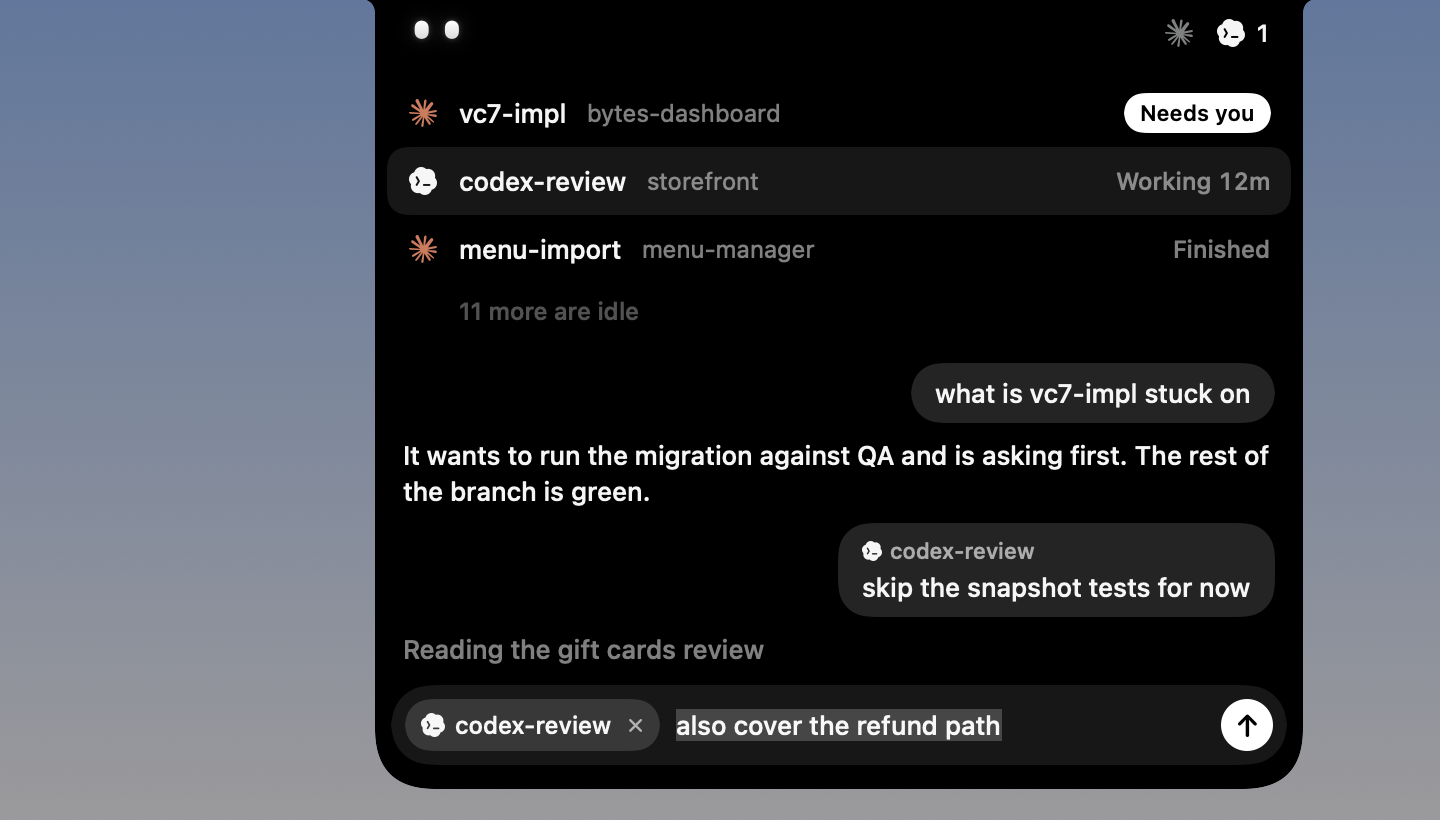 1
vc7-impl bytes-dashboard Needs you
codex-review storefront Working 12m
menu-import menu-manager Finished
11 more are idle
what is vc7-impl stuck on
It wants to run the migration against QA and is asking first. The rest of
the branch is green.
codex-review
skip the snapshot tests for now
Reading the gift cards review
codex-review × also cover the refund path